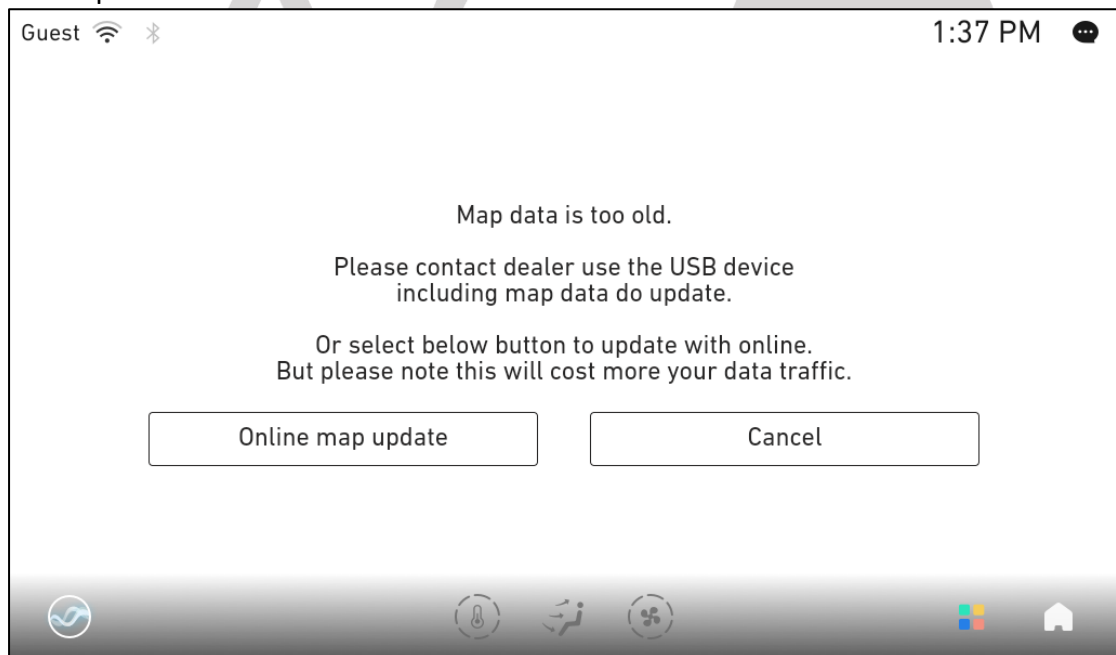 Guest
1:37 PM
Map data is too old.
Please contact dealer use the USB device
including map data do update.
Or select below button to update with online.
But please note this will cost more your data traffic.
Online map update
Cancel